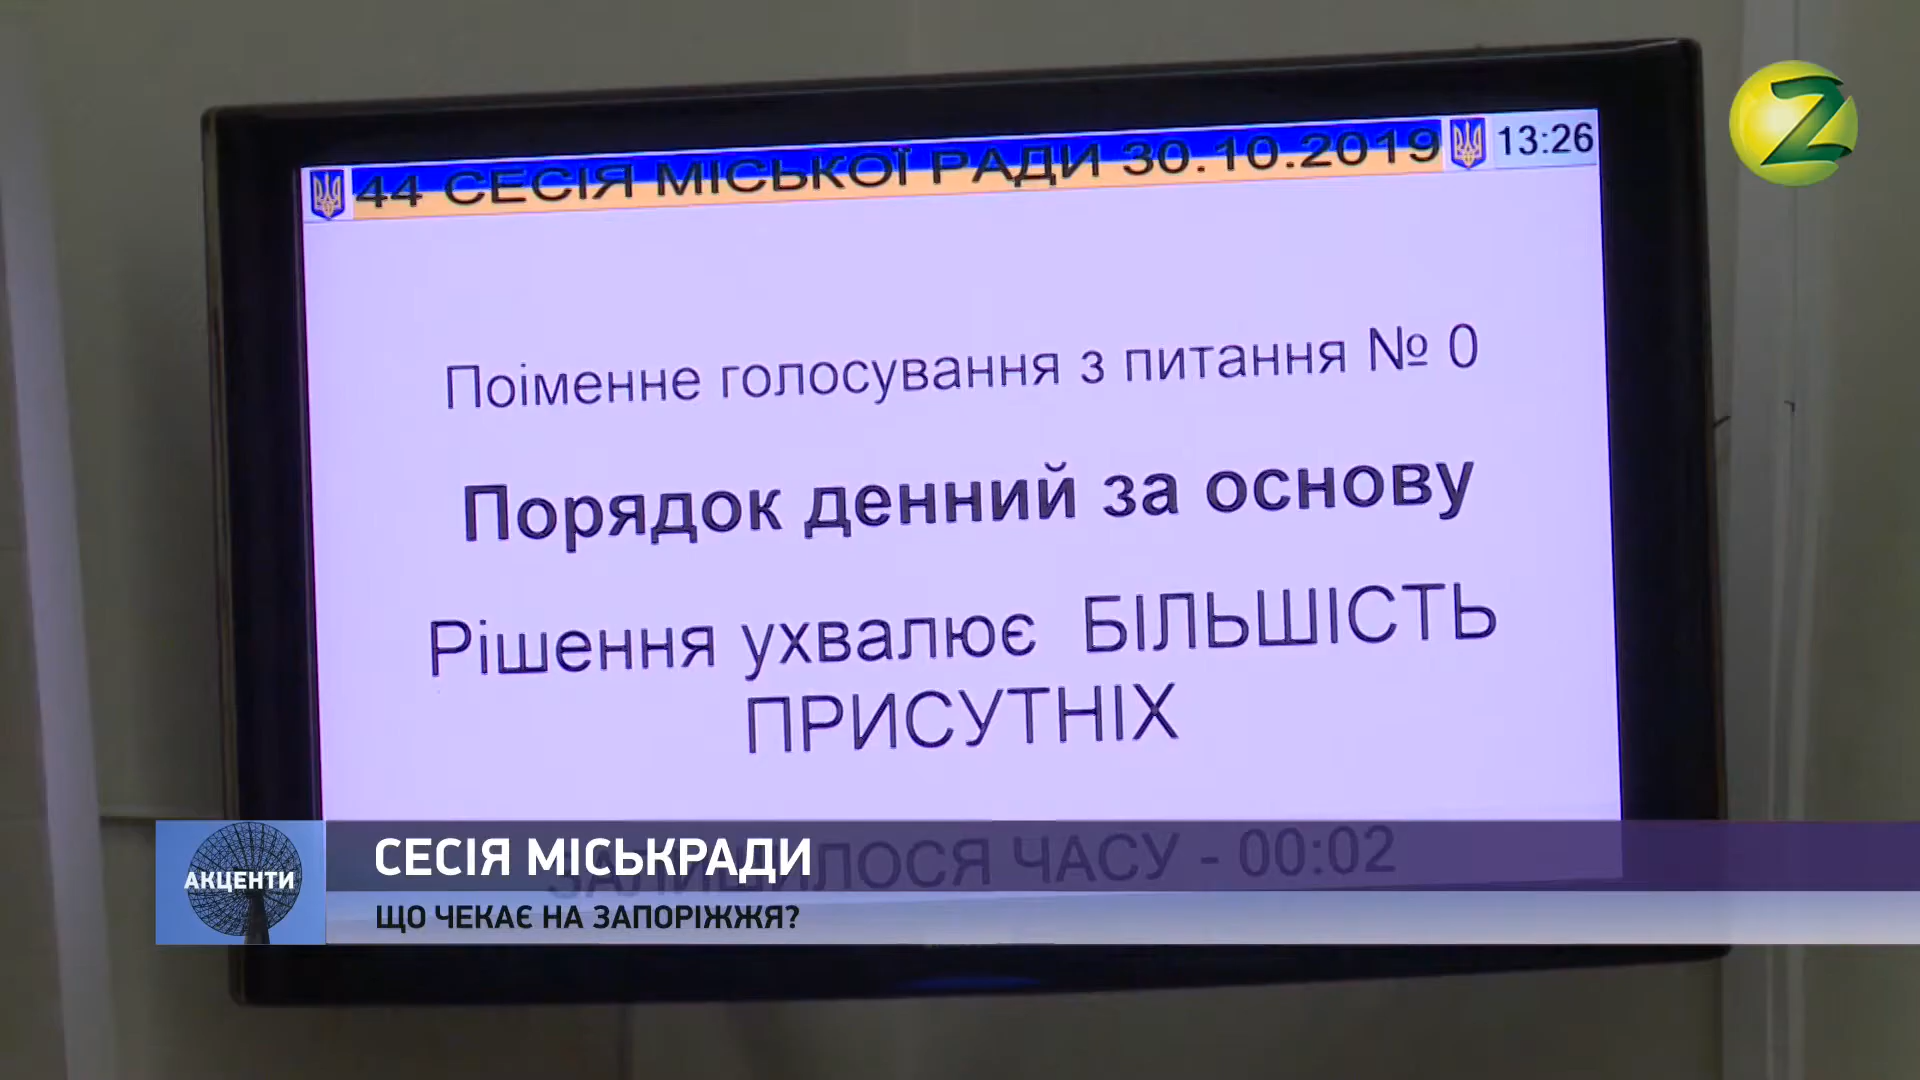 44 СЕСІЯ МІСЬКОЇ РАДИ 30.10.2019 13:26
Z
Поіменне голосування з питання № 0
Порядок денний за основу
Рішення ухвалює БІЛЬШІСТЬ
ПРИСУТНІХ
ЗАЛИШИЛОСЯ ЧАСУ - 00:02
СЕСІЯ МІСЬКРАДИ
АКЦЕНТИ
ЩО ЧЕКАЄ НА ЗАПОРІЖЖЯ?